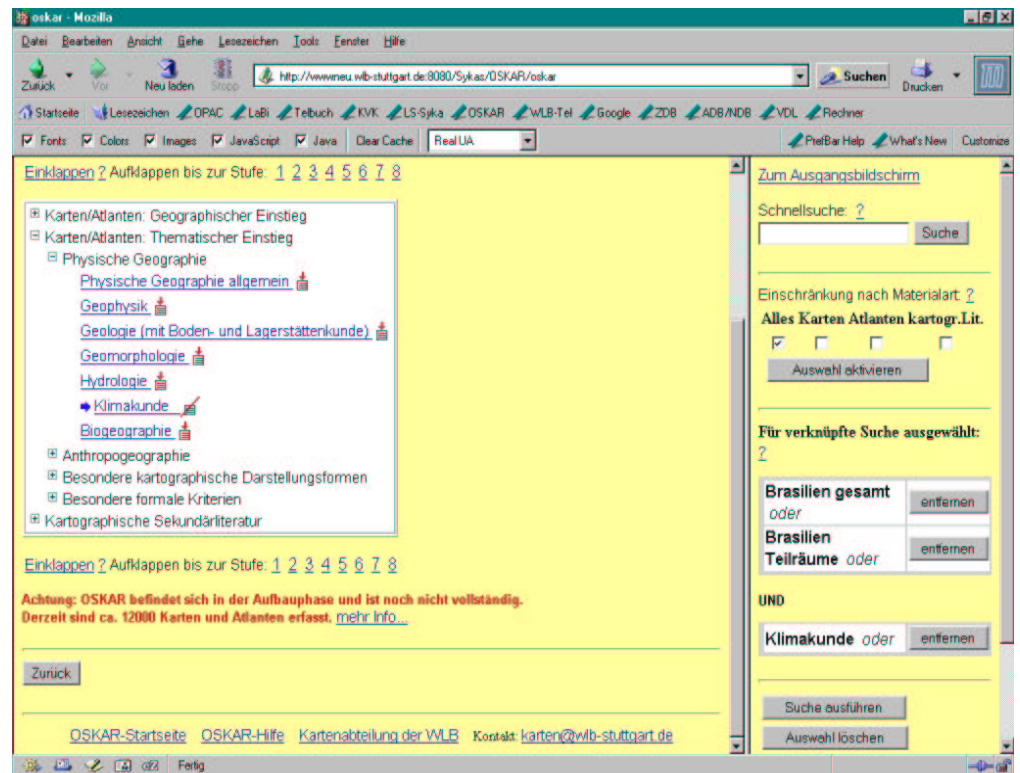 oskar - Mozilla
Datei Bearbeiten Ansicht Gehe Lesezeichen Tools Fenster Hilfe
Zurück Vor Neu laden Stopp http://wwwneu.wlb-stuttgart.de:8080/Sykas/OSKAR/oskar Suchen Drucken
Startseite Lesezeichen OPAC LaBi Telbuch KVK LS-Syka OSKAR WLB-Tel Google ZDB ADB/NDB VDL Rechner
Fonts Colors Images JavaScript Java Clear Cache Real UA PrefBar Help What's New Customize
Einklappen ? Aufklappen bis zur Stufe: 1 2 3 4 5 6 7 8
Karten/Atlanten: Geographischer Einstieg
Karten/Atlanten: Thematischer Einstieg
Physische Geographie
Physische Geographie allgemein
Geophysik
Geologie (mit Boden- und Lagerstättenkunde)
Geomorphologie
Hydrologie
Klimakunde
Biogeographie
Anthropogeographie
Besondere kartographische Darstellungsformen
Besondere formale Kriterien
Kartographische Sekundärliteratur
Einklappen ? Aufklappen bis zur Stufe: 1 2 3 4 5 6 7 8
Achtung: OSKAR befindet sich in der Aufbauphase und ist noch nicht vollständig.
Derzeit sind ca. 12000 Karten und Atlanten erfasst. mehr Info...
Zurück
OSKAR-Startseite OSKAR-Hilfe Kartenabteilung der WLB Kontakt: karten@wlb-stuttgart.de
Zum Ausgangsbildschirm
Schnellsuche: ?
Suche
Einschränkung nach Materialart: ?
Alles Karten Atlanten kartogr.Lit.
Auswahl aktivieren
Für verknüpfte Suche ausgewählt:
?
Brasilien gesamt
oder
entfernen
Brasilien
Teilräume oder
entfernen
UND
Klimakunde oder entfernen
Suche ausführen
Auswahl löschen
Fertig